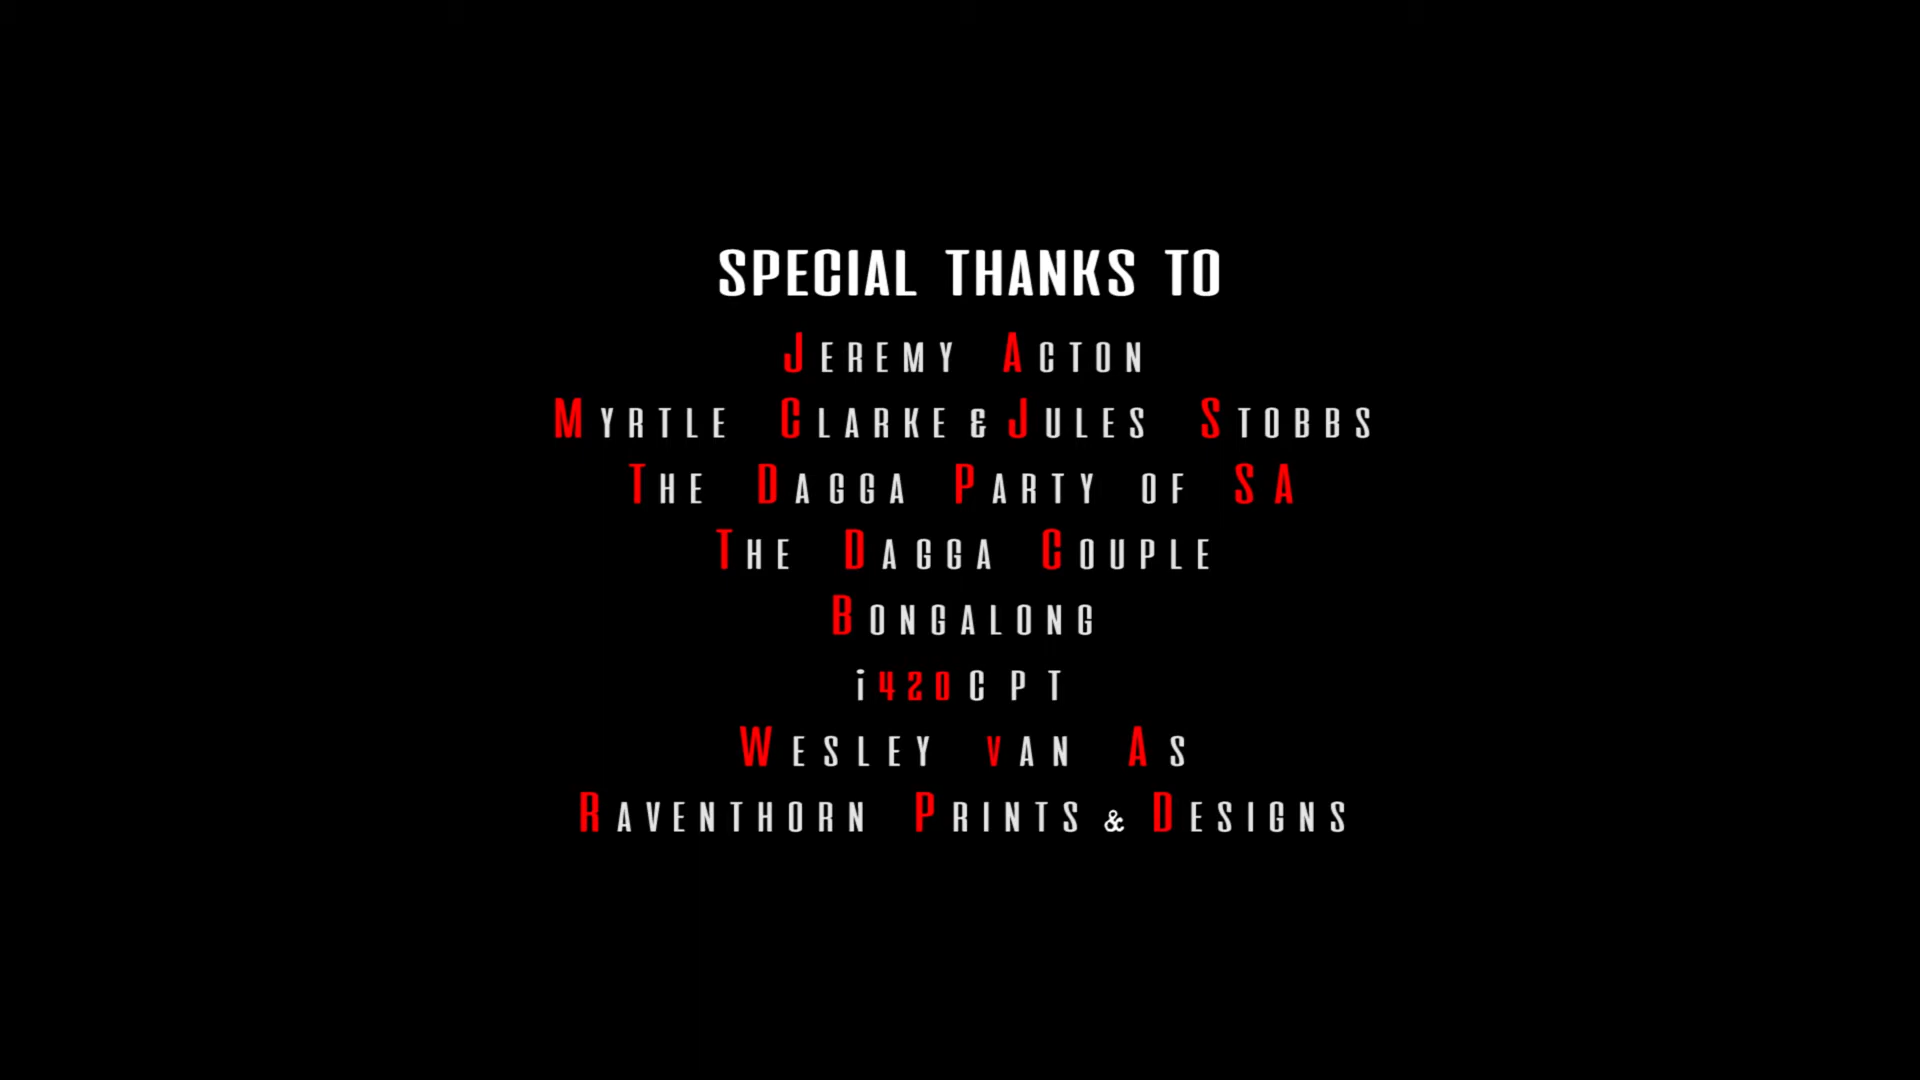 SPECIAL THANKS TO
JEREMY ACTON
MYRTLE CLARKE & JULES STOBBS
THE DAGGA PARTY OF SA
THE DAGGA COUPLE
BONGALONG
i420CPT
WESLEY VAN AS
RAVENTHORN PRINTS & DESIGNS